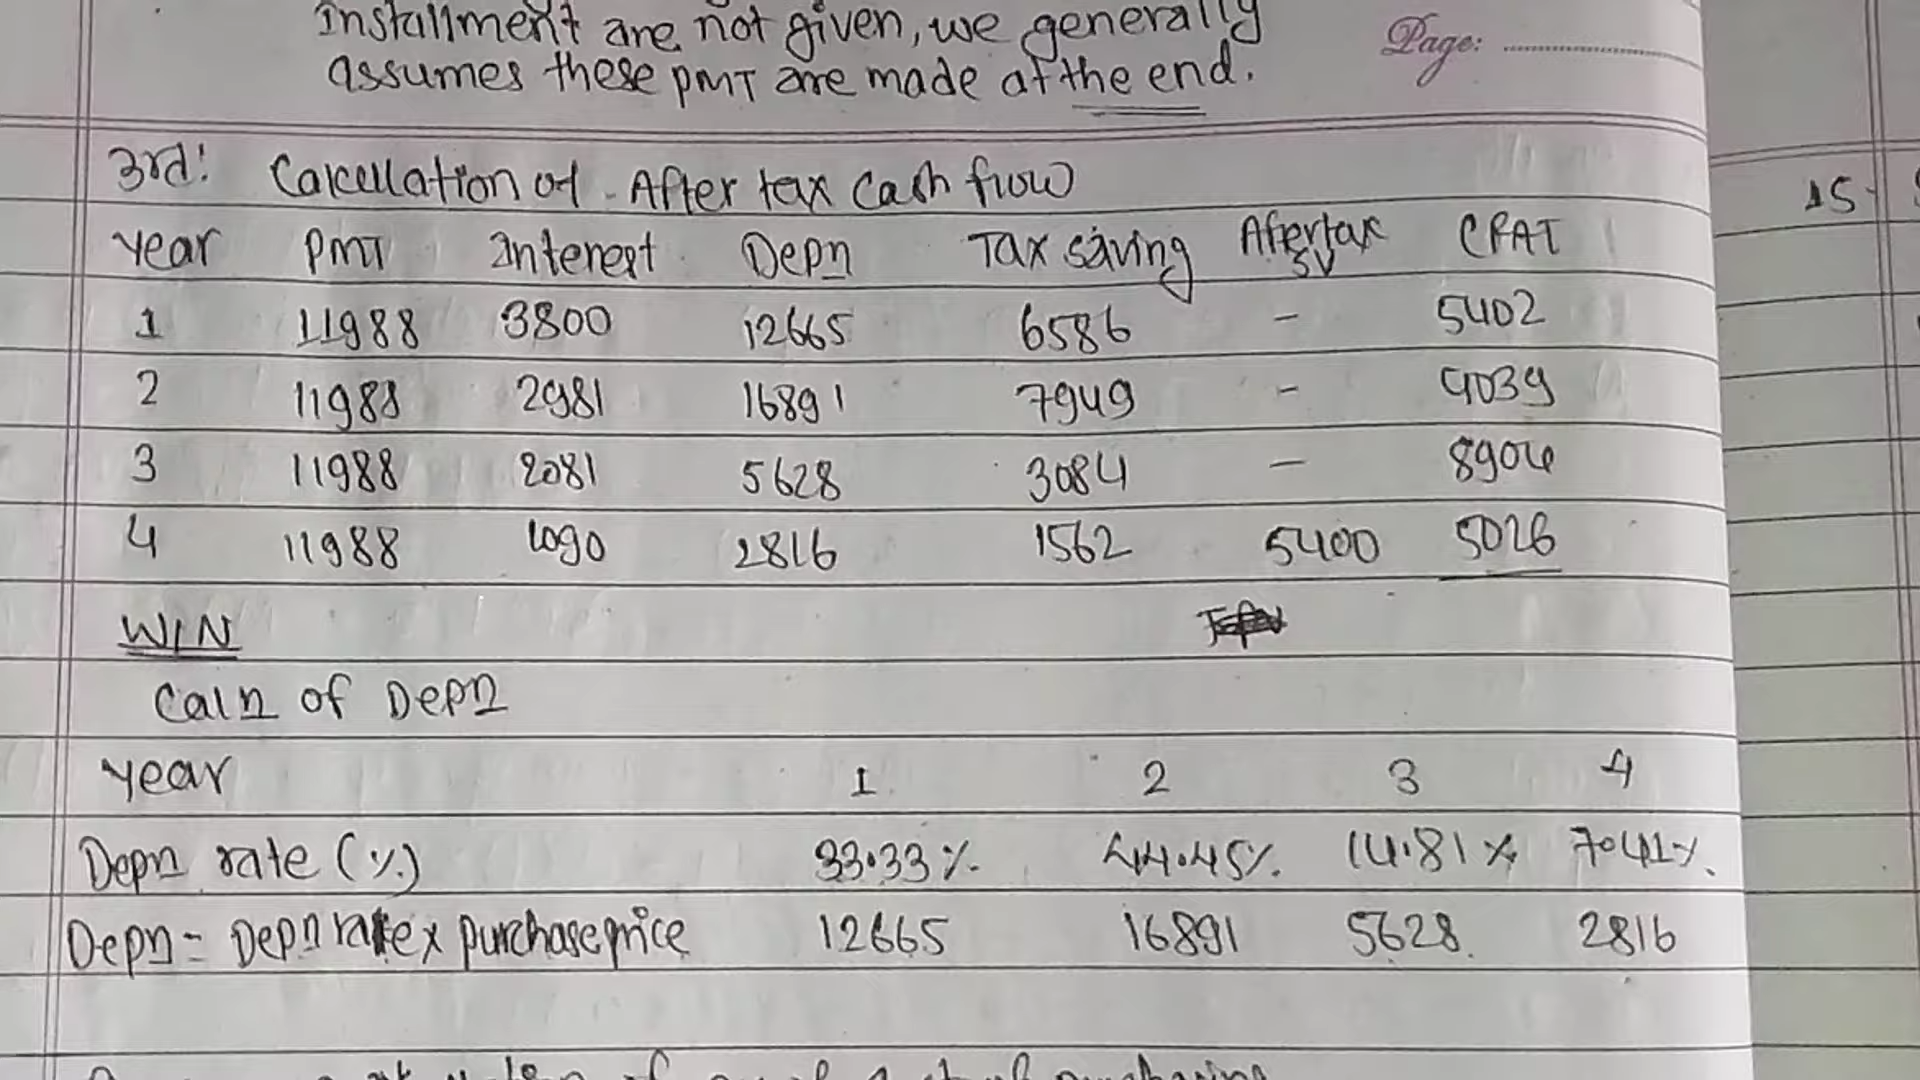 Installment are not given, we generally
assumes these PMT are made at the end.
Page:
3rd: Calculation of After tax Cash flow
Year PMT Interest Depn Tax saving Aftertax SV CFAT
1 11988 3800 12665 6586 - 5402
2 11988 2981 16891 7949 - 4039
3 11988 2081 5628 3084 - 8904
4 11988 1090 2816 1562 5400 5026
W/N
Caln of Depn
Year 1 2 3 4
Depn rate (%) 33.33% 44.45% 14.81% 7.41%
Depn = Depn rate x purchase price 12665 16891 5628 2816
15